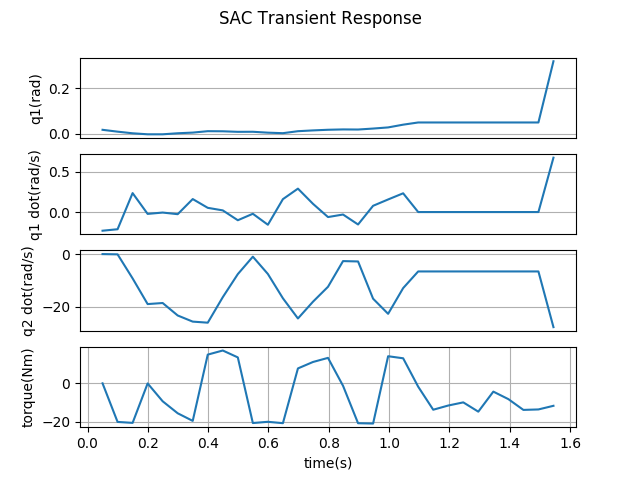 SAC Transient Response
q1(rad)
0.2
0.0
q1 dot(rad/s)
0.5
0.0
q2 dot(rad/s)
0
−20
torque(Nm)
0
−20
0.0 0.2 0.4 0.6 0.8 1.0 1.2 1.4 1.6
time(s)